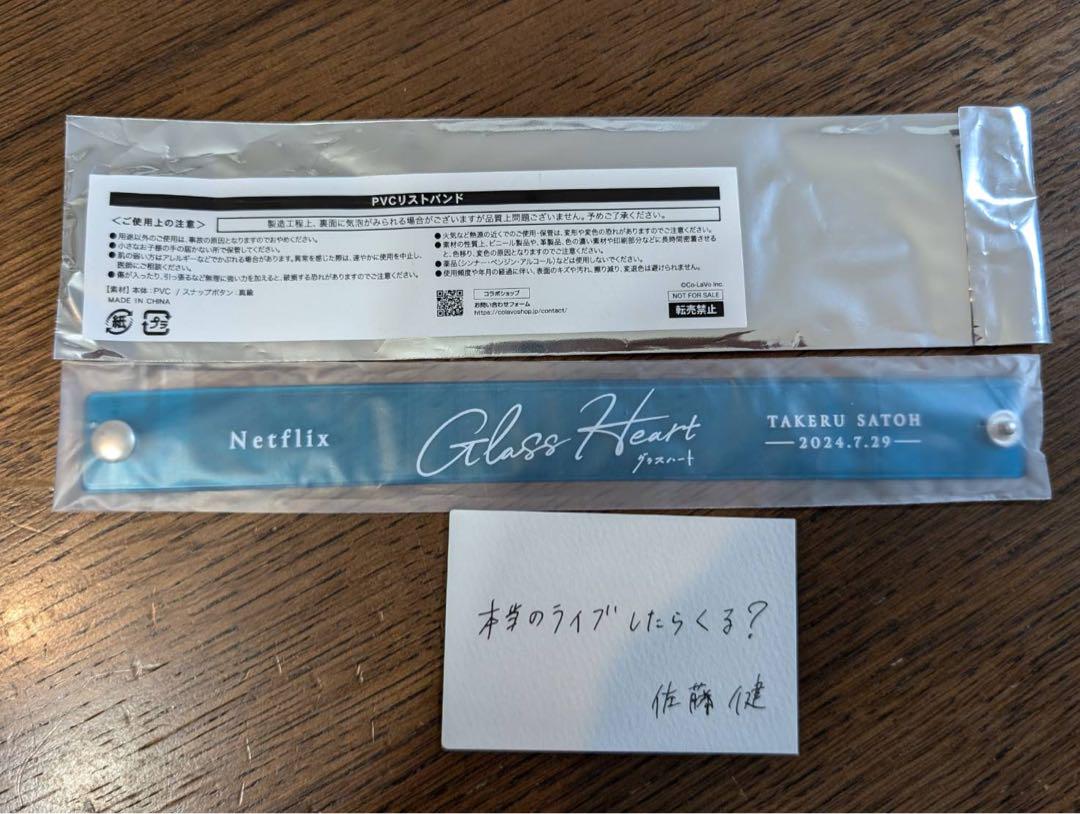 PVCリストバンド
＜ご使用上の注意＞
製造工程上、裏面に気泡がみられる場合がございますが品質上問題ございません。予めご了承ください。
●用途以外のご使用は、事故の原因となりますのでおやめください。
●小さなお子様の手の届かない所で保管してください。
●肌の弱い方はアレルギーなどでかぶれる場合があります。異常を感じた際は、速やかに使用を中止し、
医師にご相談ください。
●傷が入ったり、引っ張るなど無理に強い力を加えると、破損する恐れがありますのでご注意ください。
【素材】本体：PVC / スナップボタン：真鍮
MADE IN CHINA
紙
プラ
●火気など熱源の近くでのご使用・保管は、変形や変色の恐れがありますのでご注意ください。
●素材の性質上、ビニール製品や、革製品、色の濃い素材や印刷部分などに長時間密着させる
と、色移り、変色の原因となりますのでご注意ください。
●薬品（シンナー・ベンジン・アルコール）などは使用しないでください。
●使用頻度や年月の経過に伴い、表面のキズや汚れ、擦り減り、変退色は避けられません。
コラボショップ
お問い合わせフォーム
https://colavoshop.jp/contact/
©Co-LaVo Inc.
NOT FOR SALE
転売禁止
Netflix
Glass Heart
グラスハート
TAKERU SATOH
2024.7.29
本当のライブしたらくる？
佐藤 健